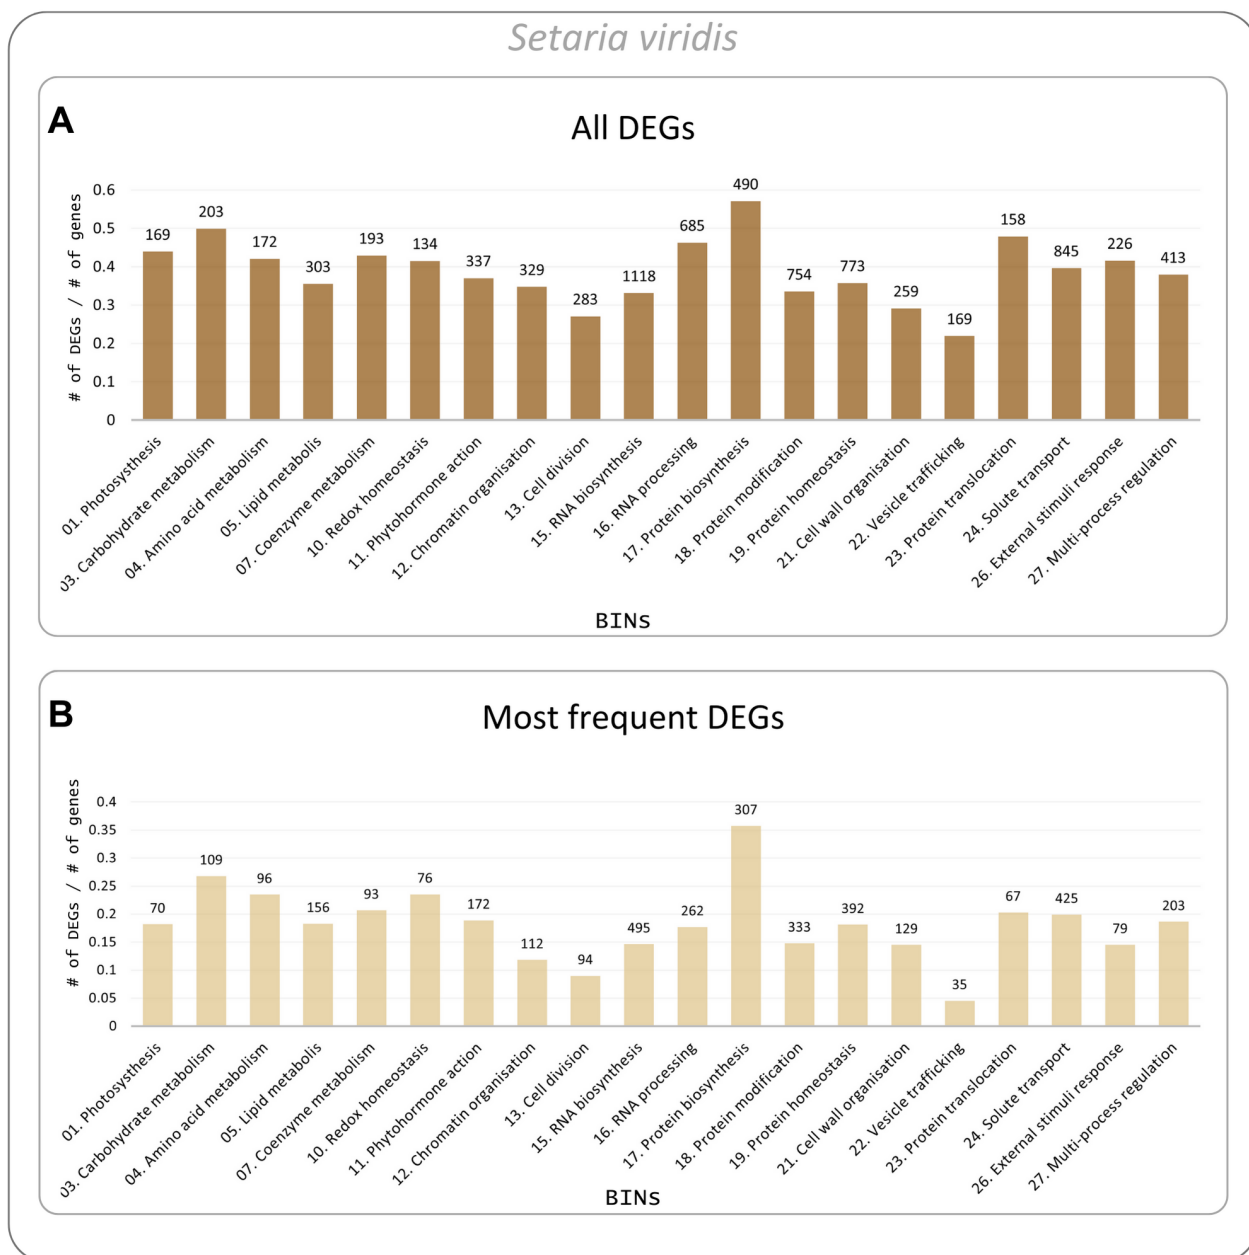 Setaria viridis
A
All DEGs
# of DEGs / # of genes
0.6
0.5
0.4
0.3
0.2
0.1
0
169
203
172
303
193
134
337
329
283
1118
685
490
754
773
259
169
158
845
226
413
01. Photosysthesis
03. Carbohydrate metabolism
04. Amino acid metabolism
05. Lipid metabolis
07. Coenzyme metabolism
10. Redox homeostasis
11. Phytohormone action
12. Chromatin organisation
13. Cell division
15. RNA biosynthesis
16. RNA processing
17. Protein biosynthesis
18. Protein modification
19. Protein homeostasis
21. Cell wall organisation
22. Vesicle trafficking
23. Protein translocation
24. Solute transport
26. External stimuli response
27. Multi-process regulation
BINs
B
Most frequent DEGs
# of DEGs / # of genes
0.4
0.35
0.3
0.25
0.2
0.15
0.1
0.05
0
70
109
96
156
93
76
172
112
94
495
262
307
333
392
129
35
67
425
79
203
01. Photosysthesis
03. Carbohydrate metabolism
04. Amino acid metabolism
05. Lipid metabolis
07. Coenzyme metabolism
10. Redox homeostasis
11. Phytohormone action
12. Chromatin organisation
13. Cell division
15. RNA biosynthesis
16. RNA processing
17. Protein biosynthesis
18. Protein modification
19. Protein homeostasis
21. Cell wall organisation
22. Vesicle trafficking
23. Protein translocation
24. Solute transport
26. External stimuli response
27. Multi-process regulation
BINs